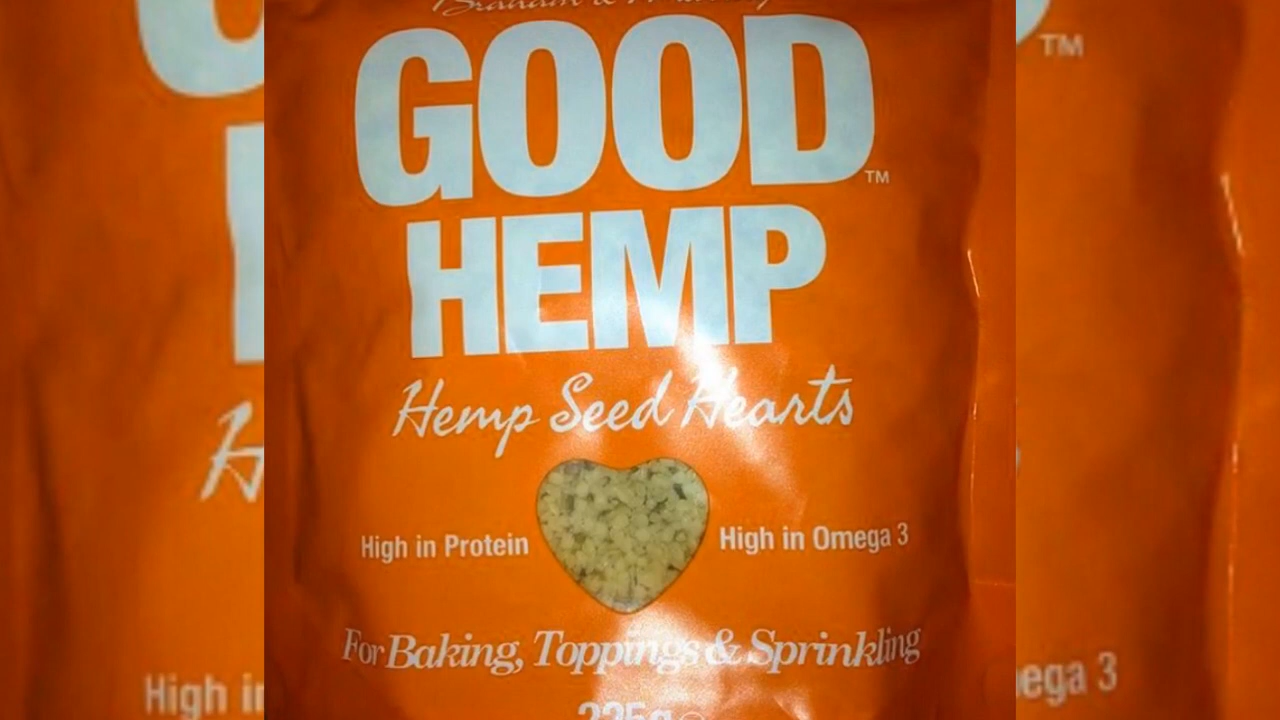 GOOD
TM
HEMP
Hemp Seed Hearts
High in Protein
High in Omega 3
For Baking, Toppings & Sprinkling